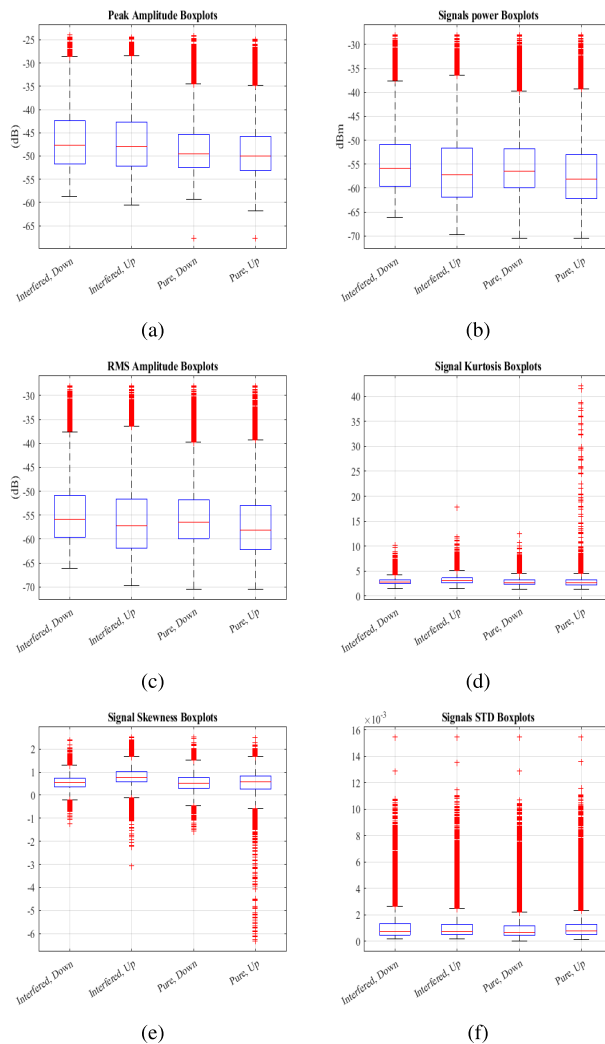 Peak Amplitude Boxplots
-25
-30
-35
-40
-45
-50
-55
-60
-65
(dB)
Interfered, Down
Interfered, Up
Pure, Down
Pure, Up
(a)
Signals power Boxplots
-30
-35
-40
-45
-50
-55
-60
-65
-70
dBm
Interfered, Down
Interfered, Up
Pure, Down
Pure, Up
(b)
RMS Amplitude Boxplots
-30
-35
-40
-45
-50
-55
-60
-65
-70
(dB)
Interfered, Down
Interfered, Up
Pure, Down
Pure, Up
(c)
Signal Kurtosis Boxplots
40
35
30
25
20
15
10
5
0
Interfered, Down
Interfered, Up
Pure, Down
Pure, Up
(d)
Signal Skewness Boxplots
2
1
0
-1
-2
-3
-4
-5
-6
Interfered, Down
Interfered, Up
Pure, Down
Pure, Up
(e)
× 10⁻³
Signals STD Boxplots
16
14
12
10
8
6
4
2
0
Interfered, Down
Interfered, Up
Pure, Down
Pure, Up
(f)